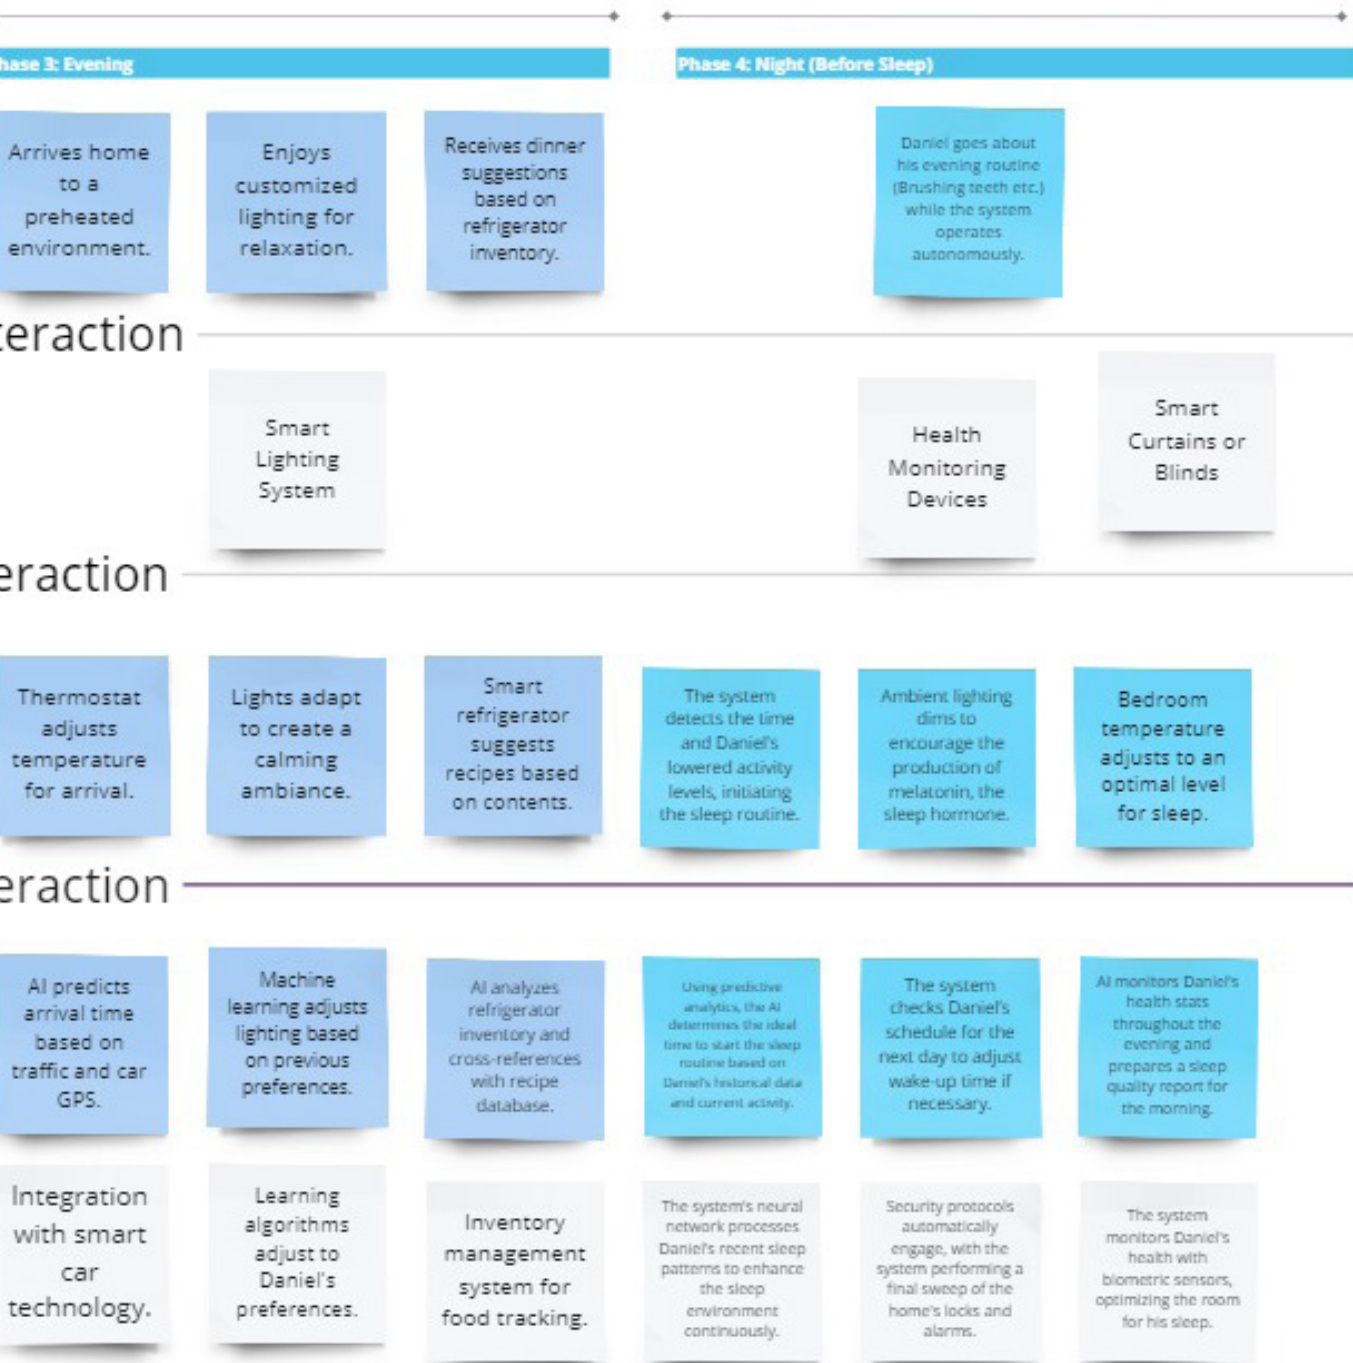 hase 3: Evening
Phase 4: Night (Before Sleep)
Arrives home
to a
preheated
environment.
Enjoys
customized
lighting for
relaxation.
Receives dinner
suggestions
based on
refrigerator
inventory.
Daniel goes about
his evening routine
(Brushing teeth etc.)
while the system
operates
autonomously.
teraction
Smart
Lighting
System
Health
Monitoring
Devices
Smart
Curtains or
Blinds
eraction
Thermostat
adjusts
temperature
for arrival.
Lights adapt
to create a
calming
ambiance.
Smart
refrigerator
suggests
recipes based
on contents.
The system
detects the time
and Daniel's
lowered activity
levels, initiating
the sleep routine.
Ambient lighting
dims to
encourage the
production of
melatonin, the
sleep hormone.
Bedroom
temperature
adjusts to an
optimal level
for sleep.
eraction
AI predicts
arrival time
based on
traffic and car
GPS.
Machine
learning adjusts
lighting based
on previous
preferences.
AI analyzes
refrigerator
inventory and
cross-references
with recipe
database.
Using predictive
analytics, the AI
determines the ideal
time to start the sleep
routine based on
Daniel's historical data
and current activity.
The system
checks Daniel's
schedule for the
next day to adjust
wake-up time if
necessary.
AI monitors Daniel's
health stats
throughout the
evening and
prepares a sleep
quality report for
the morning.
Integration
with smart
car
technology.
Learning
algorithms
adjust to
Daniel's
preferences.
Inventory
management
system for
food tracking.
The system's neural
network processes
Daniel's recent sleep
patterns to enhance
the sleep
environment
continuously.
Security protocols
automatically
engage, with the
system performing a
final sweep of the
home's locks and
alarms.
The system
monitors Daniel's
health with
biometric sensors,
optimizing the room
for his sleep.